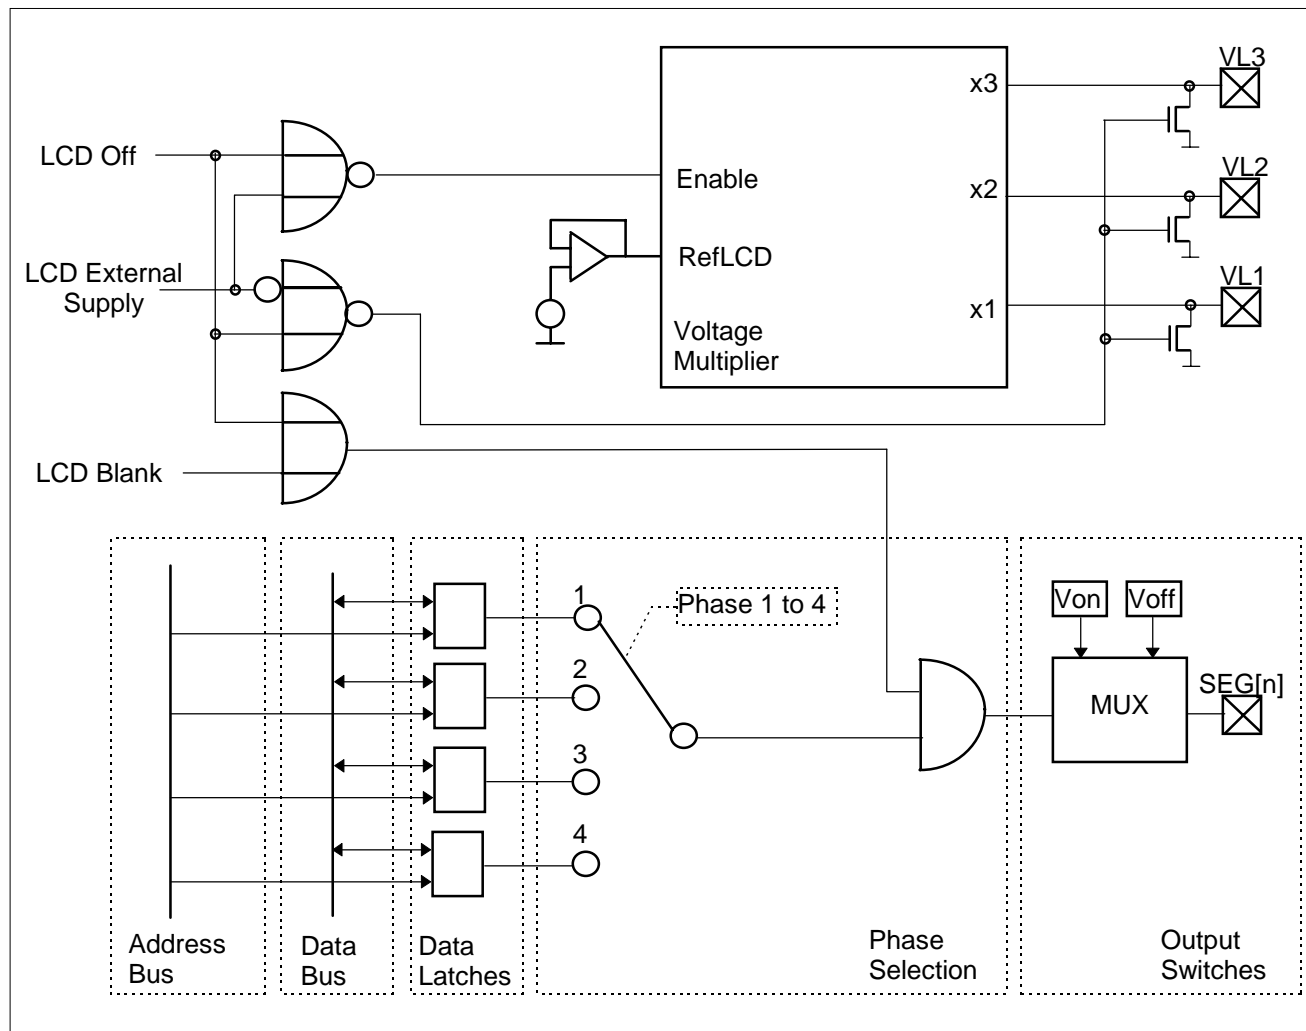 VL3
x3
LCD Off
Enable
x2
VL2
RefLCD
LCD External
Supply
x1
VL1
Voltage
Multiplier
LCD Blank
1
Phase 1 to 4
Von
Voff
2
MUX
SEG[n]
3
4
Address
Bus
Data
Bus
Data
Latches
Phase
Selection
Output
Switches